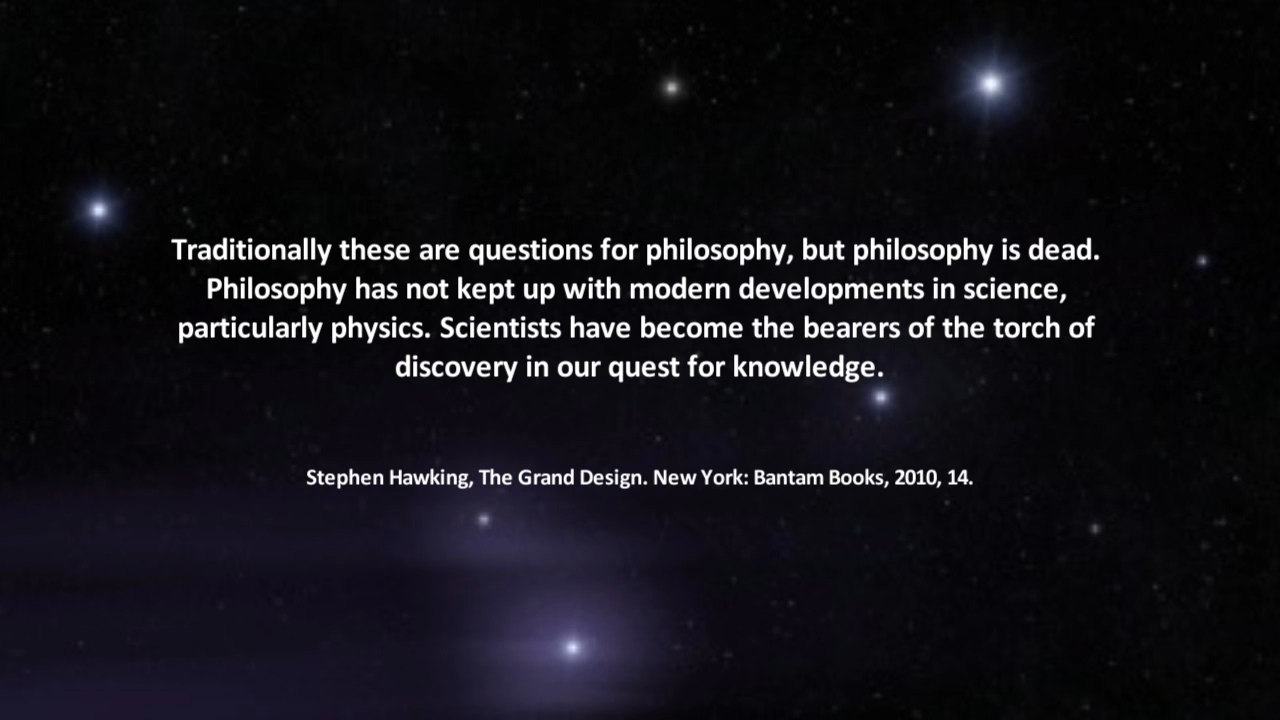 Traditionally these are questions for philosophy, but philosophy is dead.
Philosophy has not kept up with modern developments in science,
particularly physics. Scientists have become the bearers of the torch of
discovery in our quest for knowledge.
Stephen Hawking, The Grand Design. New York: Bantam Books, 2010, 14.